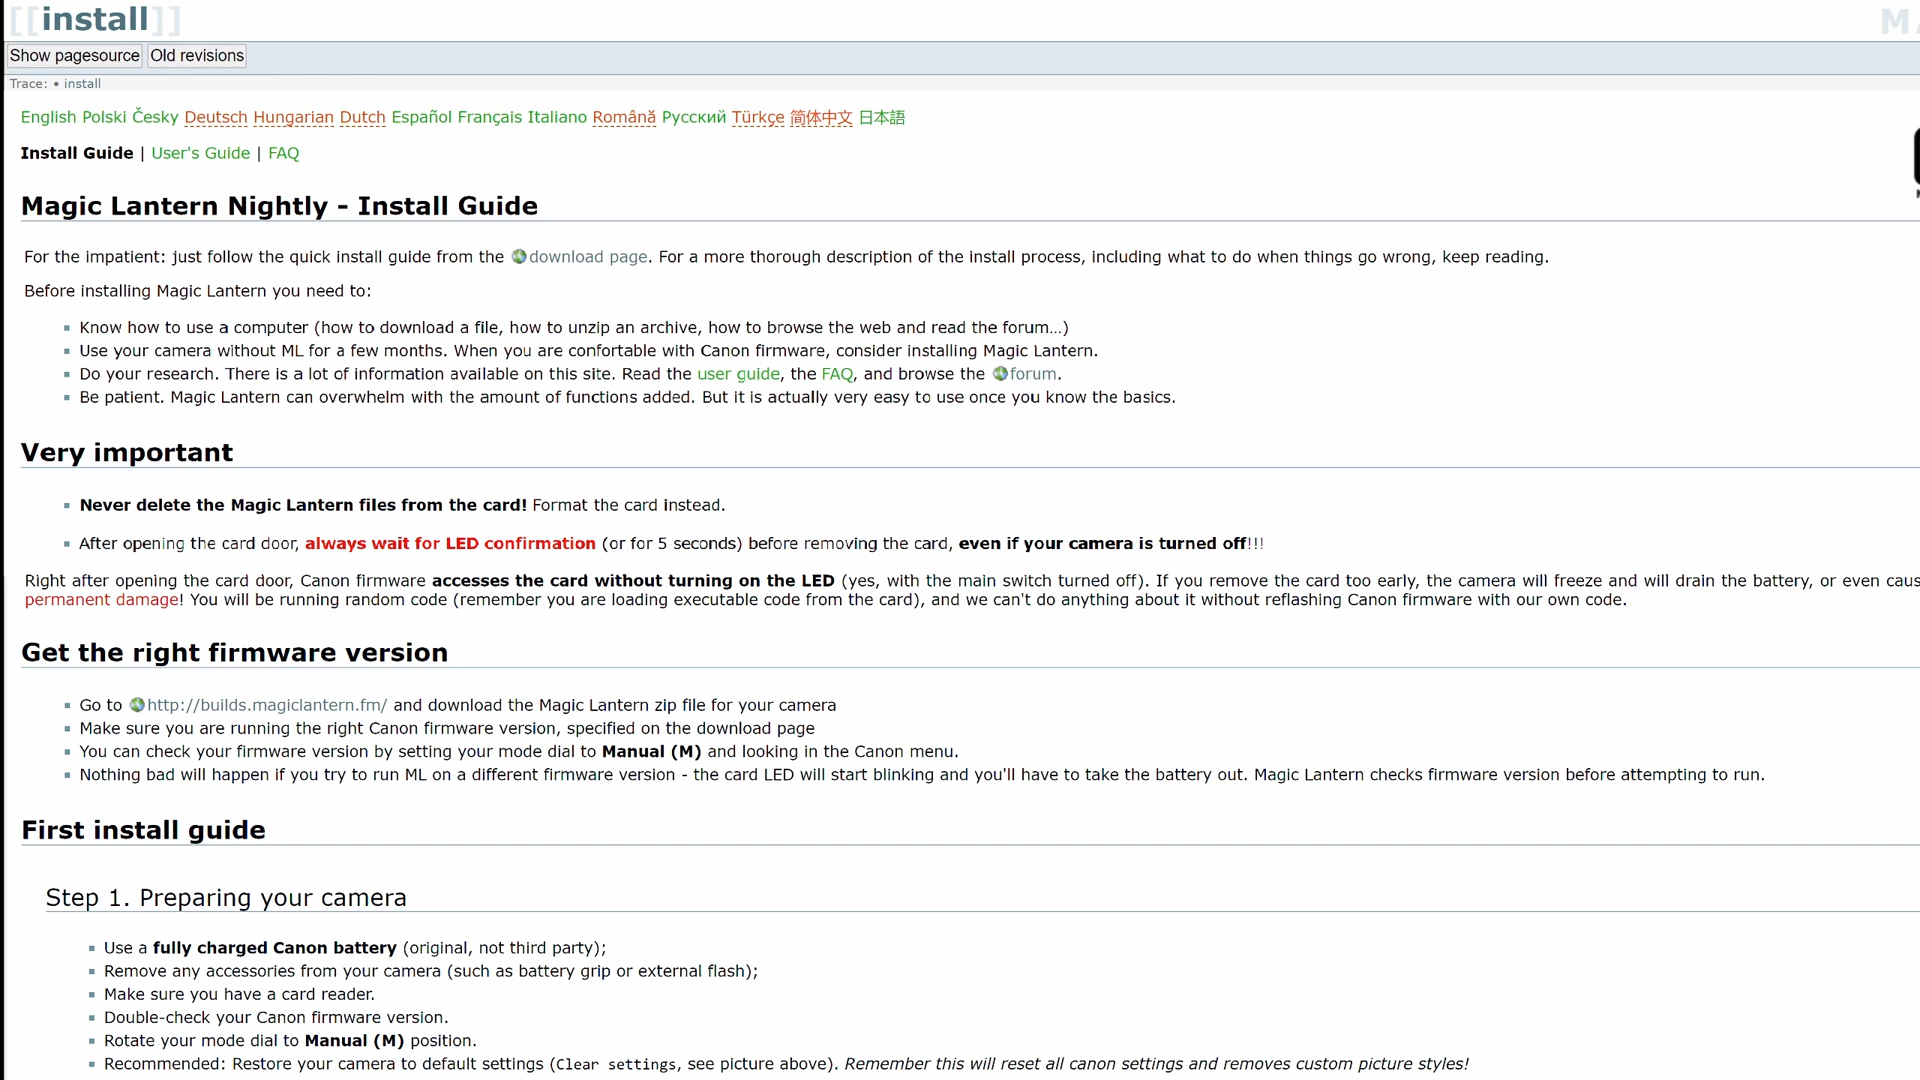 [[install]]
MA
Show pagesource Old revisions
Trace: • install
English Polski Česky Deutsch Hungarian Dutch Español Français Italiano Română Русский Türkçe 简体中文 日本語
Install Guide | User's Guide | FAQ
Magic Lantern Nightly - Install Guide
For the impatient: just follow the quick install guide from the download page. For a more thorough description of the install process, including what to do when things go wrong, keep reading.
Before installing Magic Lantern you need to:
Know how to use a computer (how to download a file, how to unzip an archive, how to browse the web and read the forum…)
Use your camera without ML for a few months. When you are confortable with Canon firmware, consider installing Magic Lantern.
Do your research. There is a lot of information available on this site. Read the user guide, the FAQ, and browse the forum.
Be patient. Magic Lantern can overwhelm with the amount of functions added. But it is actually very easy to use once you know the basics.
Very important
Never delete the Magic Lantern files from the card! Format the card instead.
After opening the card door, always wait for LED confirmation (or for 5 seconds) before removing the card, even if your camera is turned off!!!
Right after opening the card door, Canon firmware accesses the card without turning on the LED (yes, with the main switch turned off). If you remove the card too early, the camera will freeze and will drain the battery, or even caus
permanent damage! You will be running random code (remember you are loading executable code from the card), and we can't do anything about it without reflashing Canon firmware with our own code.
Get the right firmware version
Go to http://builds.magiclantern.fm/ and download the Magic Lantern zip file for your camera
Make sure you are running the right Canon firmware version, specified on the download page
You can check your firmware version by setting your mode dial to Manual (M) and looking in the Canon menu.
Nothing bad will happen if you try to run ML on a different firmware version - the card LED will start blinking and you'll have to take the battery out. Magic Lantern checks firmware version before attempting to run.
First install guide
Step 1. Preparing your camera
Use a fully charged Canon battery (original, not third party);
Remove any accessories from your camera (such as battery grip or external flash);
Make sure you have a card reader.
Double-check your Canon firmware version.
Rotate your mode dial to Manual (M) position.
Recommended: Restore your camera to default settings (Clear settings, see picture above). Remember this will reset all canon settings and removes custom picture styles!